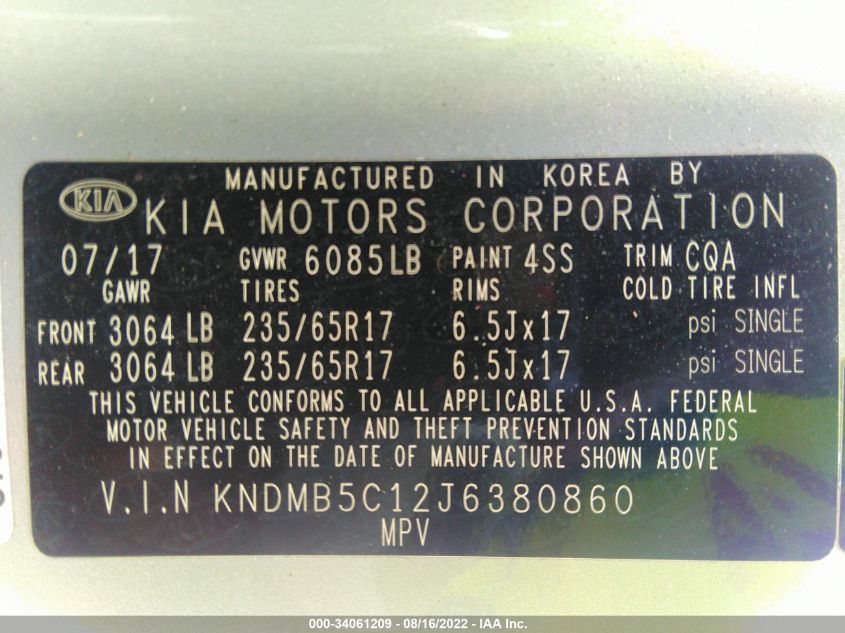 MANUFACTURED IN KOREA BY
KIA KIA MOTORS CORPORATION
07/17 GVWR 6085LB PAINT 4SS TRIM CQA
GAWR TIRES RIMS COLD TIRE INFL
FRONT 3064 LB 235/65R17 6.5Jx17 psi SINGLE
REAR 3064 LB 235/65R17 6.5Jx17 psi SINGLE
THIS VEHICLE CONFORMS TO ALL APPLICABLE U.S.A. FEDERAL
MOTOR VEHICLE SAFETY AND THEFT PREVENTION STANDARDS
IN EFFECT ON THE DATE OF MANUFACTURE SHOWN ABOVE
V.I.N KNDMB5C12J6380860
MPV
000-34061209 - 08/16/2022 - IAA Inc.